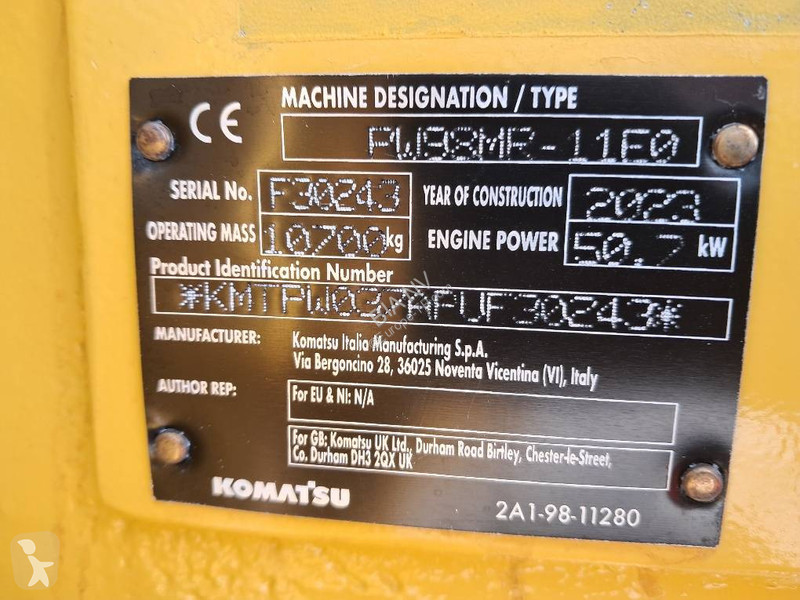 CE
MACHINE DESIGNATION / TYPE
PW98MR-11E0
SERIAL No. F30243 YEAR OF CONSTRUCTION 2023
OPERATING MASS 10700 kg ENGINE POWER 50.7 kW
Product Identification Number
MANUFACTURER: Komatsu Italia Manufacturing S.p.A.
Via Bergoncino 28, 36025 Noventa Vicentina (VI), Italy
AUTHOR REP: For EU & NI: N/A
For GB: Komatsu UK Ltd., Durham Road Birtley, Chester-le-Street,
Co. Durham DH3 2QX UK
KOMATSU
2A1-98-11280